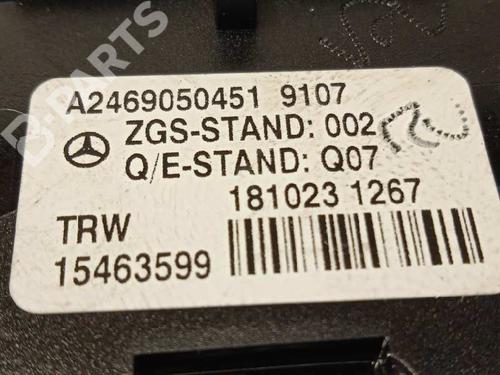 A2469050451 9107
ZGS-STAND: 002
Q/E-STAND: Q07
181023 1267
TRW
15463599
B-PARTS